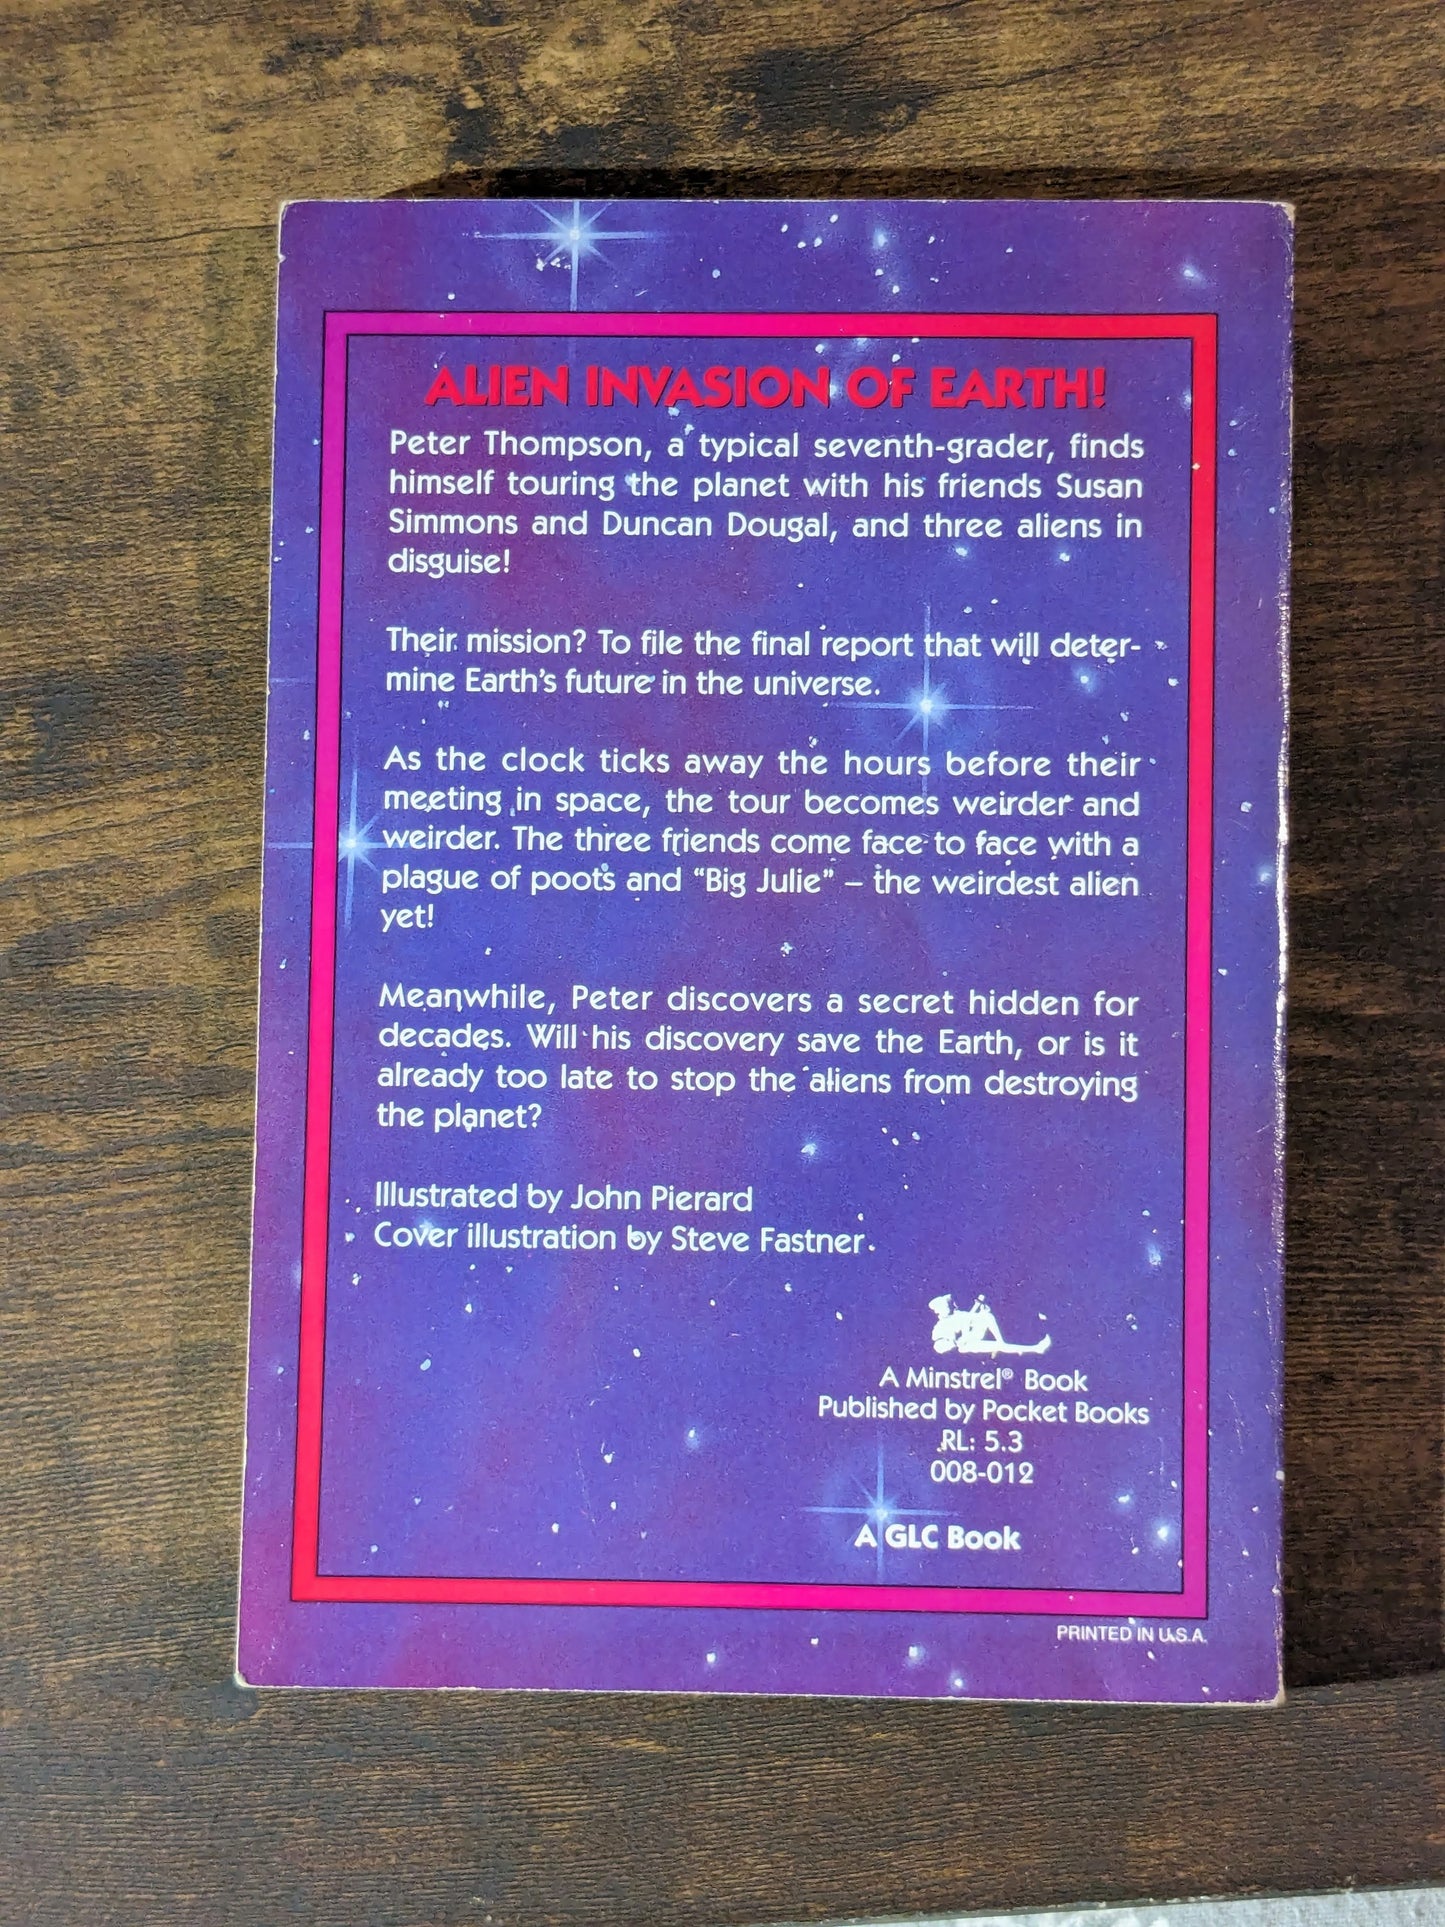 ALIEN INVASION OF EARTH!
Peter Thompson, a typical seventh-grader, finds
himself touring the planet with his friends Susan
Simmons and Duncan Dougal, and three aliens in
disguise!
Their mission? To file the final report that will deter-
mine Earth's future in the universe.
As the clock ticks away the hours before their
meeting in space, the tour becomes weirder and
weirder. The three friends come face to face with a
plague of poots and “Big Julie” – the weirdest alien
yet!
Meanwhile, Peter discovers a secret hidden for
decades. Will his discovery save the Earth, or is it
already too late to stop the aliens from destroying
the planet?
Illustrated by John Pierard
Cover illustration by Steve Fastner
A Minstrel® Book
Published by Pocket Books
RL: 5.3
008-012
A GLC Book
PRINTED IN U.S.A.